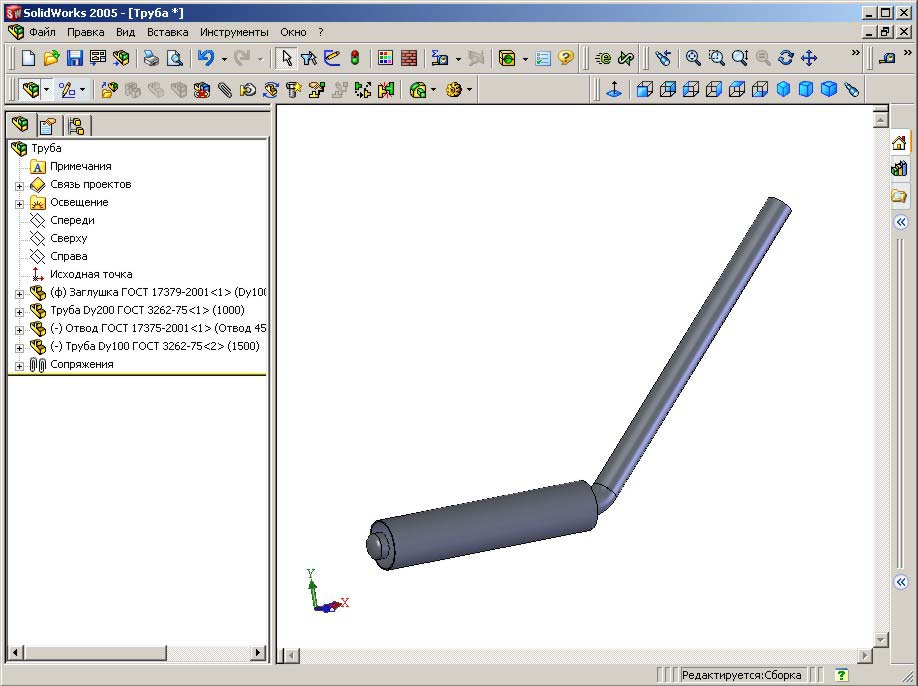 SolidWorks 2005 - [Труба *]
Файл Правка Вид Вставка Инструменты Окно ?
Труба
Примечания
Связь проектов
Освещение
Спереди
Сверху
Справа
Исходная точка
(ф) Заглушка ГОСТ 17379-2001<1> (Dy100
Труба Dy200 ГОСТ 3262-75<1> (1000)
(-) Отвод ГОСТ 17375-2001<1> (Отвод 45
(-) Труба Dy100 ГОСТ 3262-75<2> (1500)
Сопряжения
Y
X
Редактируется:Сборка